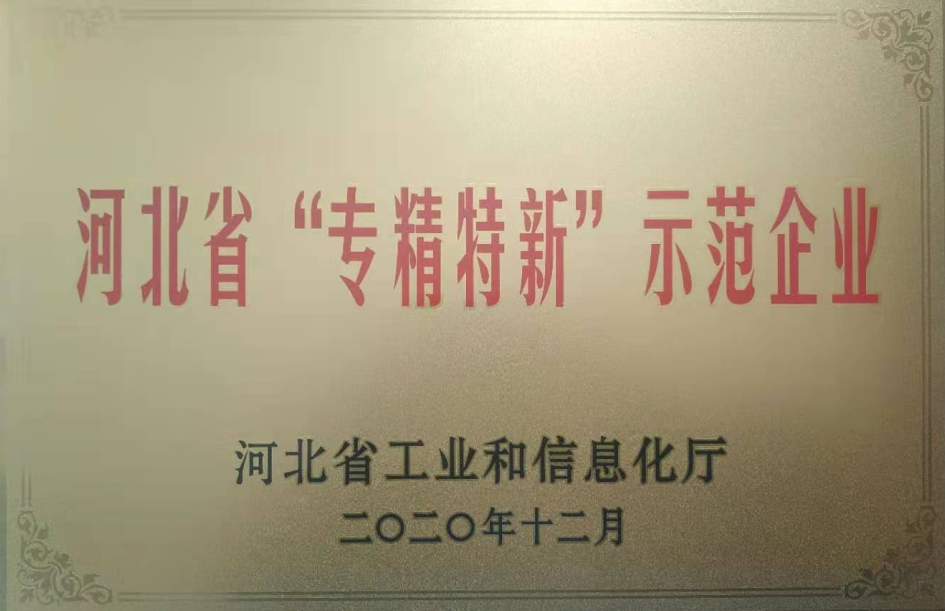 河北省“专精特新”示范企业
河北省工业和信息化厅
二〇二〇年十二月